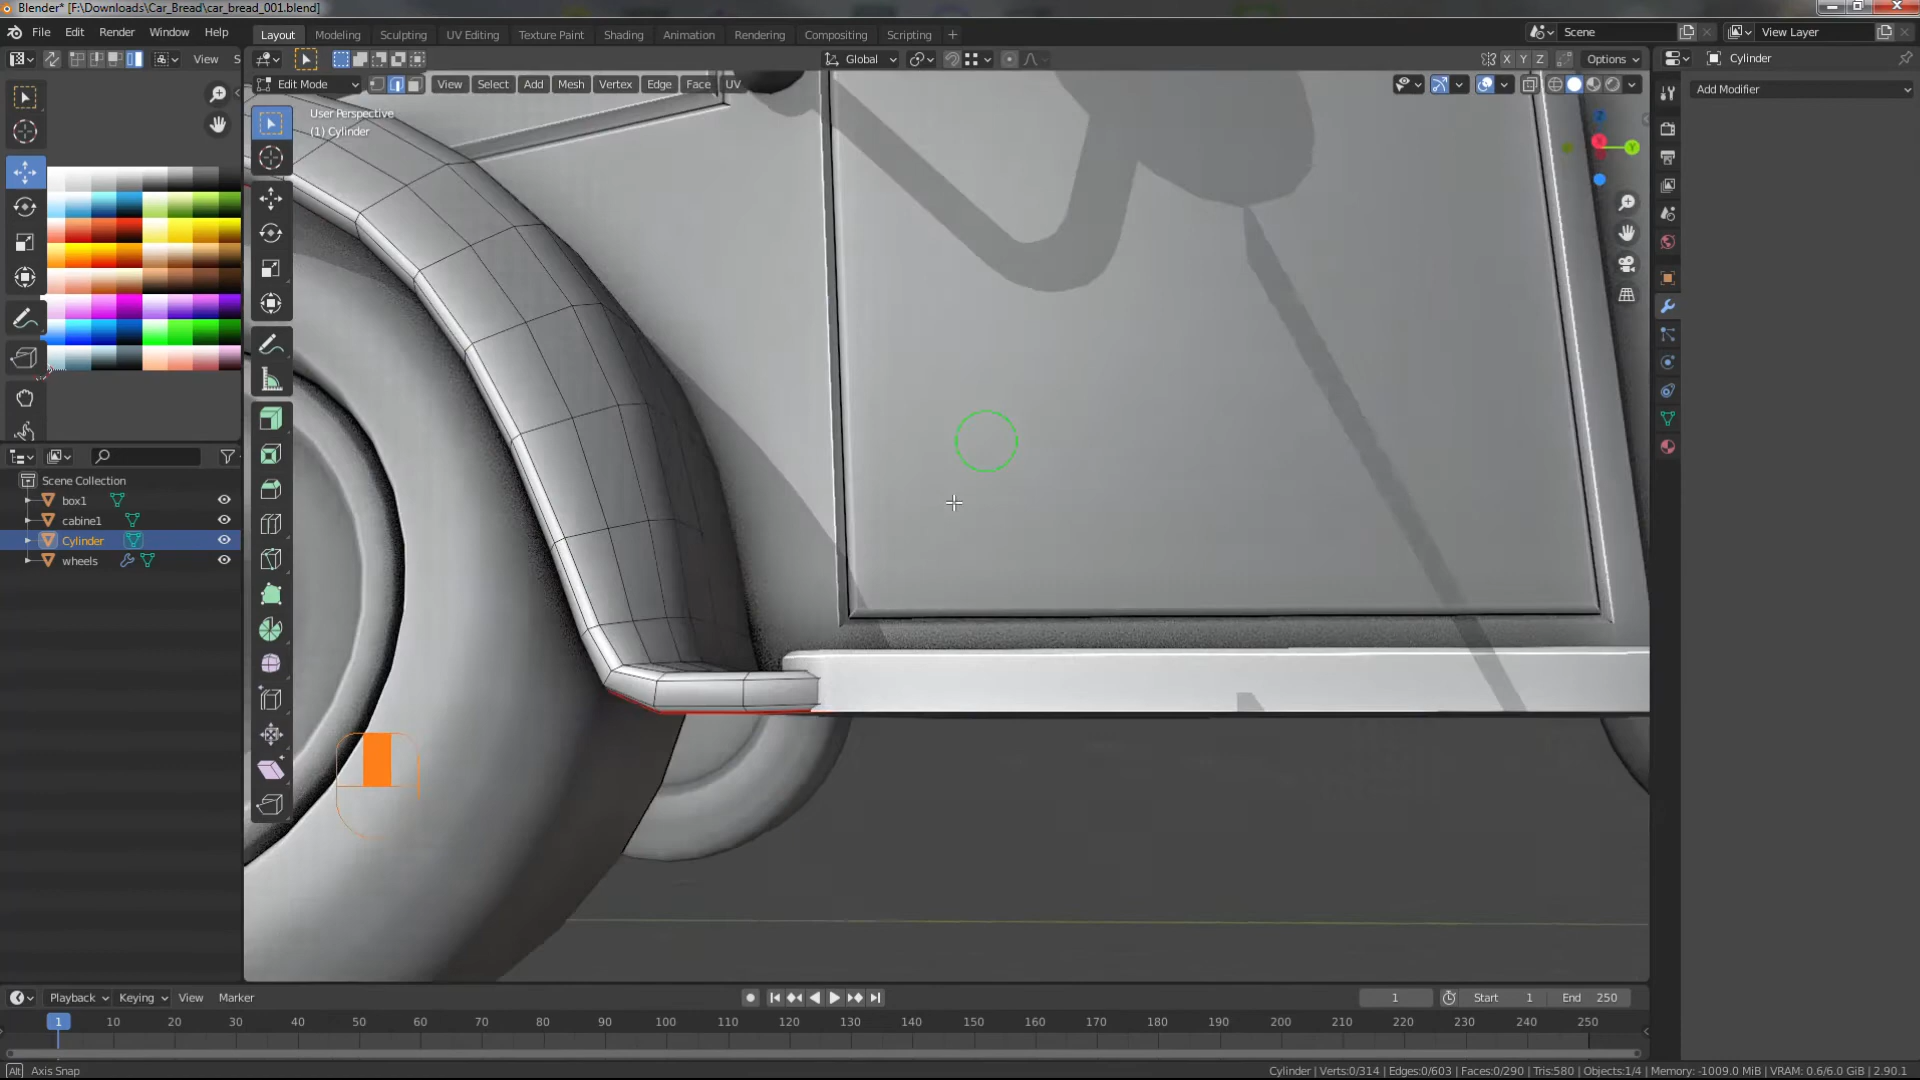 Blender* [F:\Downloads\Car_Bread\car_bread_001.blend]
File Edit Render Window Help Layout Modeling Sculpting UV Editing Texture Paint Shading Animation Rendering Compositing Scripting + Scene View Layer
View S Global X Y Z Options Cylinder
Edit Mode View Select Add Mesh Vertex Edge Face UV Add Modifier
User Perspective
(1) Cylinder
Y
Scene Collection
box1
cabine1
Cylinder
wheels
Playback Keying View Marker 1 Start 1 End 250
1 10 20 30 40 50 60 70 80 90 100 110 120 130 140 150 160 170 180 190 200 210 220 230 240 250
Alt Axis Snap Cylinder | Verts:0/314 | Edges:0/603 | Faces:0/290 | Tris:580 | Objects:1/4 | Memory: -1009.0 MiB | VRAM: 0.6/6.0 GiB | 2.90.1